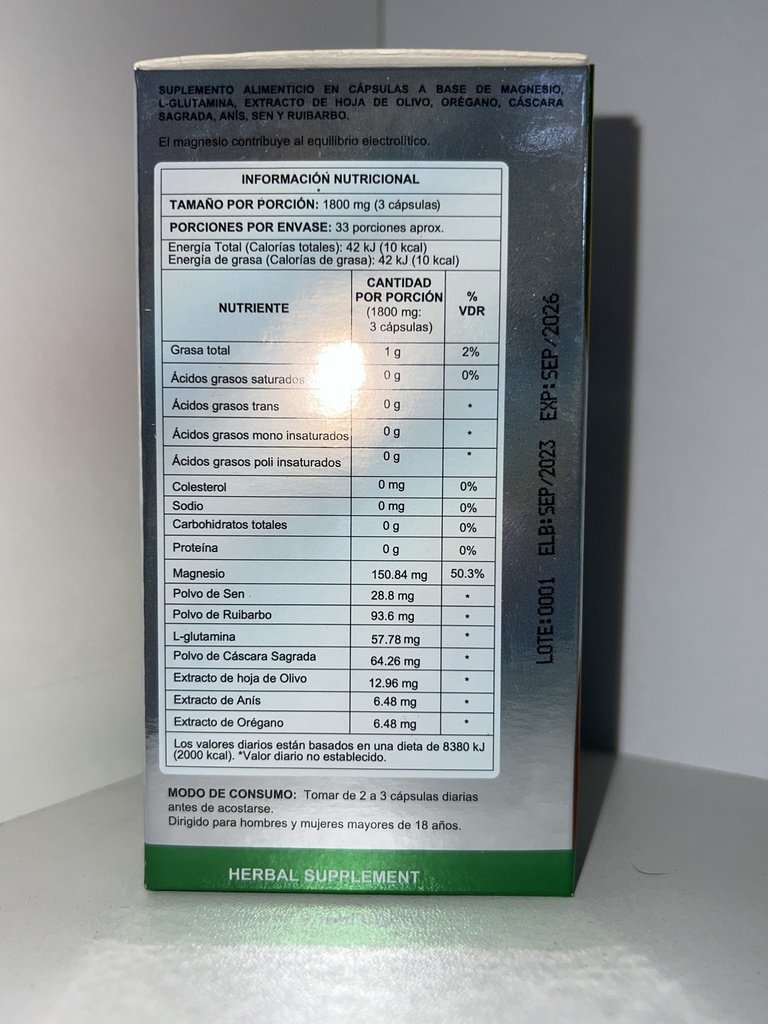 SUPLEMENTO ALIMENTICIO EN CÁPSULAS A BASE DE MAGNESIO,
L-GLUTAMINA, EXTRACTO DE HOJA DE OLIVO, ORÉGANO, CÁSCARA
SAGRADA, ANÍS, SEN Y RUIBARBO.
El magnesio contribuye al equilibrio electrolítico.
INFORMACIÓN NUTRICIONAL
TAMAÑO POR PORCIÓN: 1800 mg (3 cápsulas)
PORCIONES POR ENVASE: 33 porciones aprox.
Energía Total (Calorías totales): 42 kJ (10 kcal)
Energía de grasa (Calorías de grasa): 42 kJ (10 kcal)
NUTRIENTE
CANTIDAD
POR PORCIÓN
(1800 mg:
3 cápsulas)
%
VDR
Grasa total 1 g 2%
Ácidos grasos saturados 0 g 0%
Ácidos grasos trans 0 g *
Ácidos grasos mono insaturados 0 g *
Ácidos grasos poli insaturados 0 g *
Colesterol 0 mg 0%
Sodio 0 mg 0%
Carbohidratos totales 0 g 0%
Proteína 0 g 0%
Magnesio 150.84 mg 50.3%
Polvo de Sen 28.8 mg *
Polvo de Ruibarbo 93.6 mg *
L-glutamina 57.78 mg *
Polvo de Cáscara Sagrada 64.26 mg *
Extracto de hoja de Olivo 12.96 mg *
Extracto de Anís 6.48 mg *
Extracto de Orégano 6.48 mg *
Los valores diarios están basados en una dieta de 8380 kJ
(2000 kcal). *Valor diario no establecido.
MODO DE CONSUMO: Tomar de 2 a 3 cápsulas diarias
antes de acostarse.
Dirigido para hombres y mujeres mayores de 18 años.
HERBAL SUPPLEMENT
LOTE:0001 ELB:SEP/2023 EXP:SEP/2026